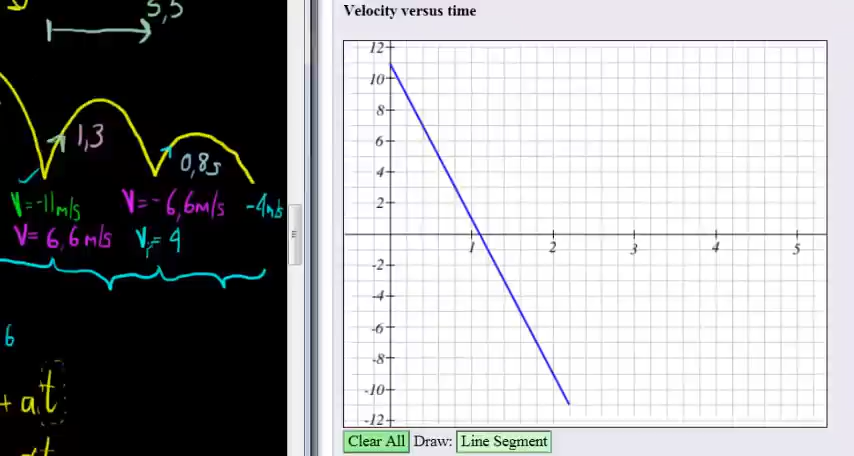 5,5
1,3
0,8s
V=-11m/s
V=-6,6m/s
-4m/s
V=6,6m/s
6
+at
Velocity versus time
12
10
8
6
4
2
-2
-4
-6
-8
-10
-12
1 2 3 4 5
Clear All Draw: Line Segment